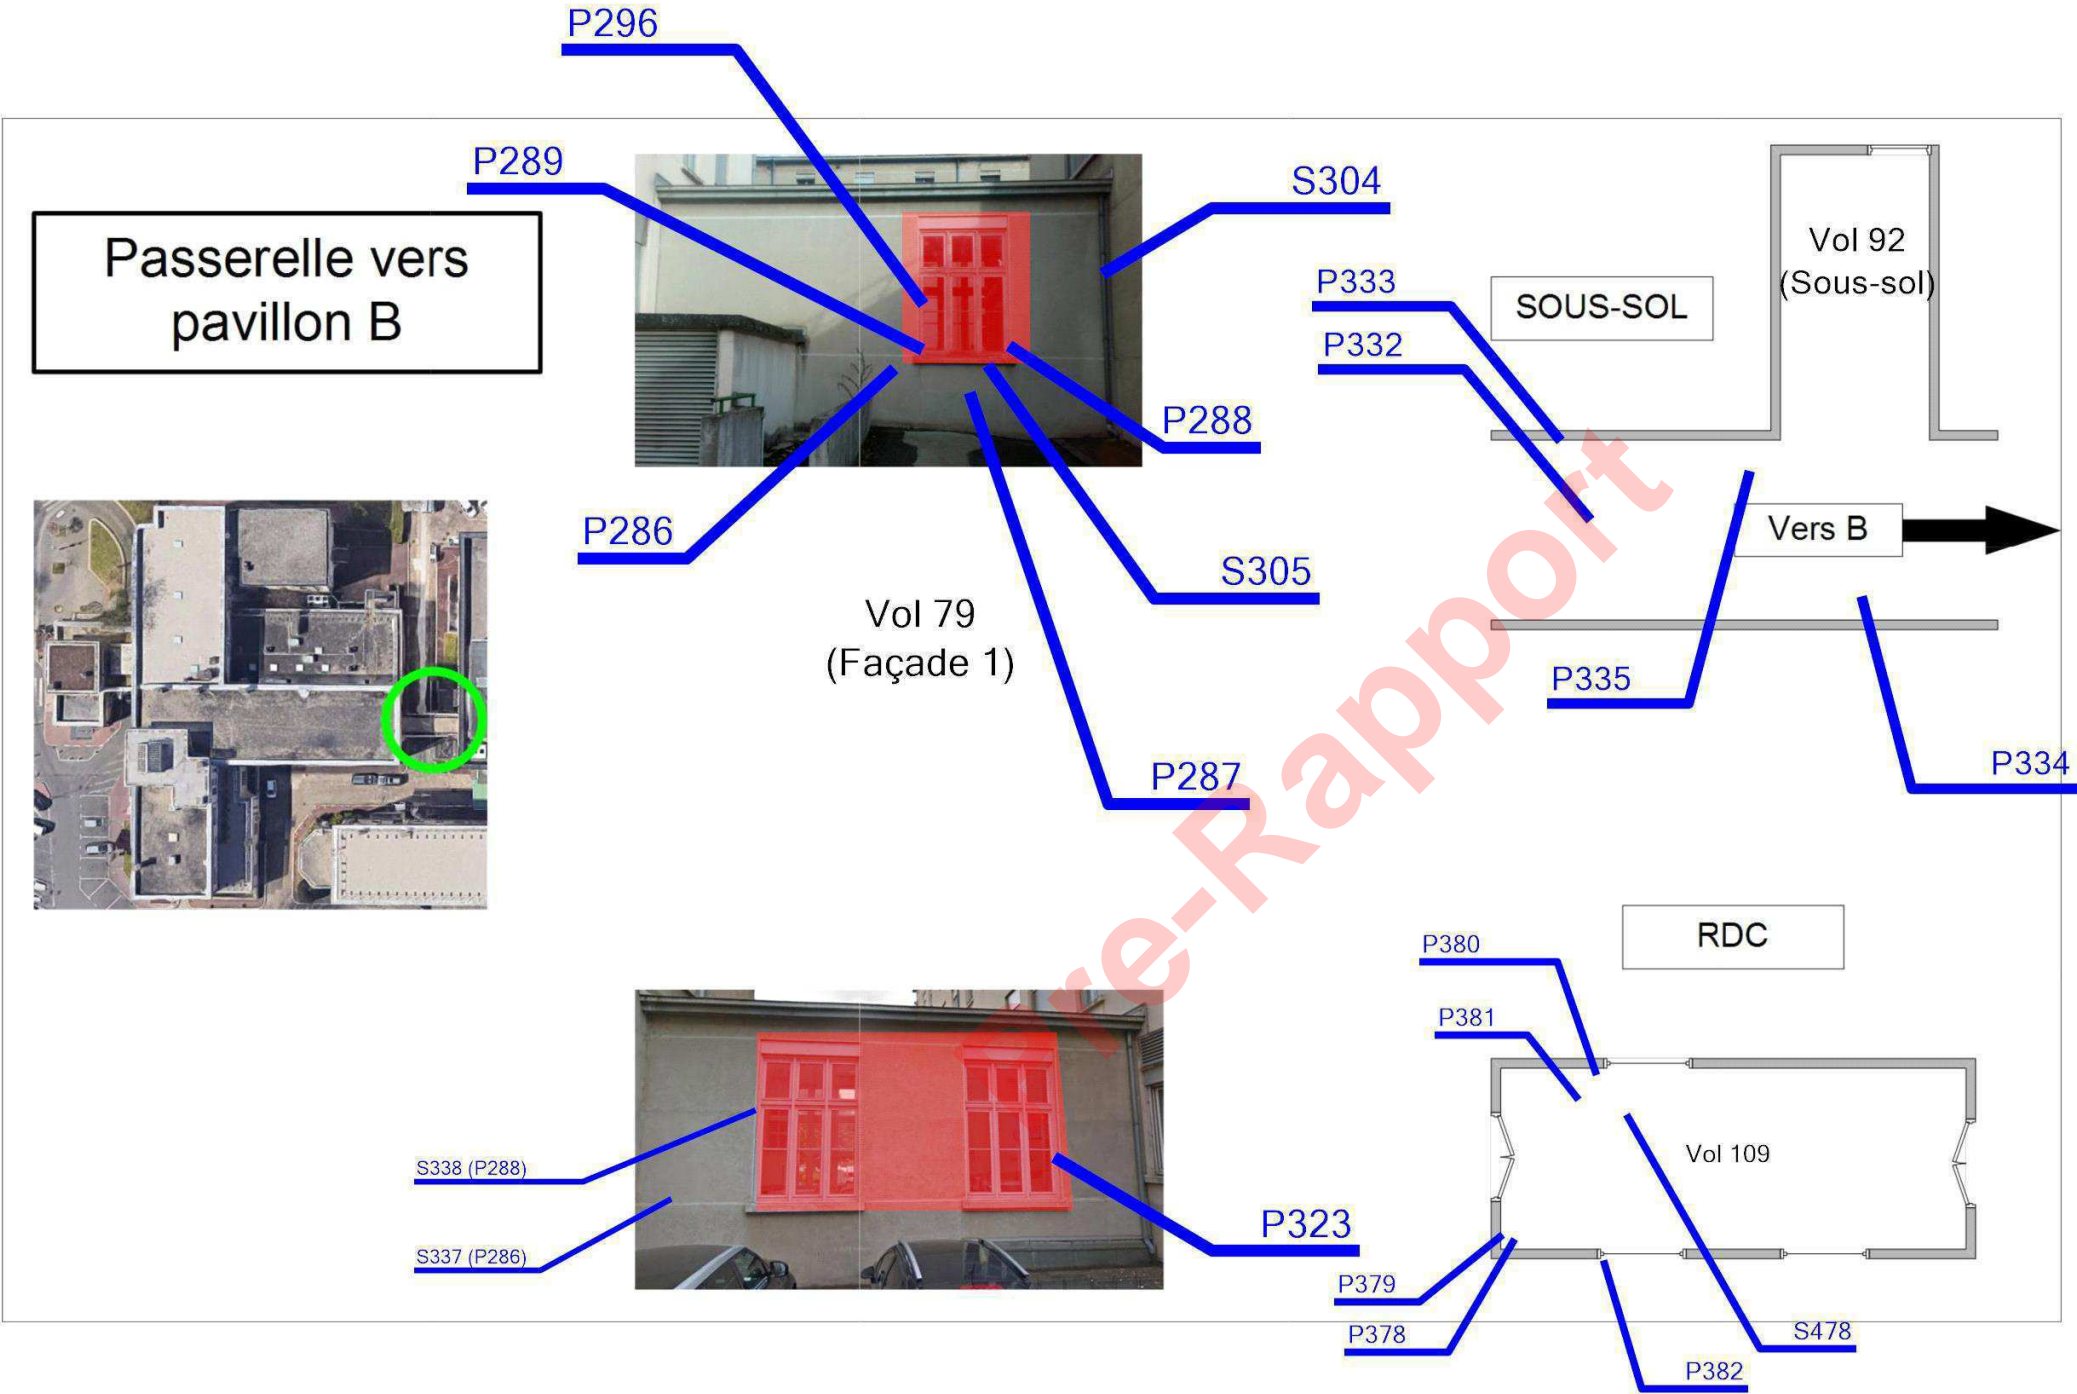 P296
P289
S304
Passerelle vers
pavillon B
P288
P286
S305
Vol 79
(Façade 1)
P287
SOUS-SOL
Vol 92
(Sous-sol)
P333
P332
Vers B
P335
P334
RDC
P380
P381
Vol 109
S338 (P288)
S337 (P286)
P323
P379
P378
S478
P382
re-Rapport